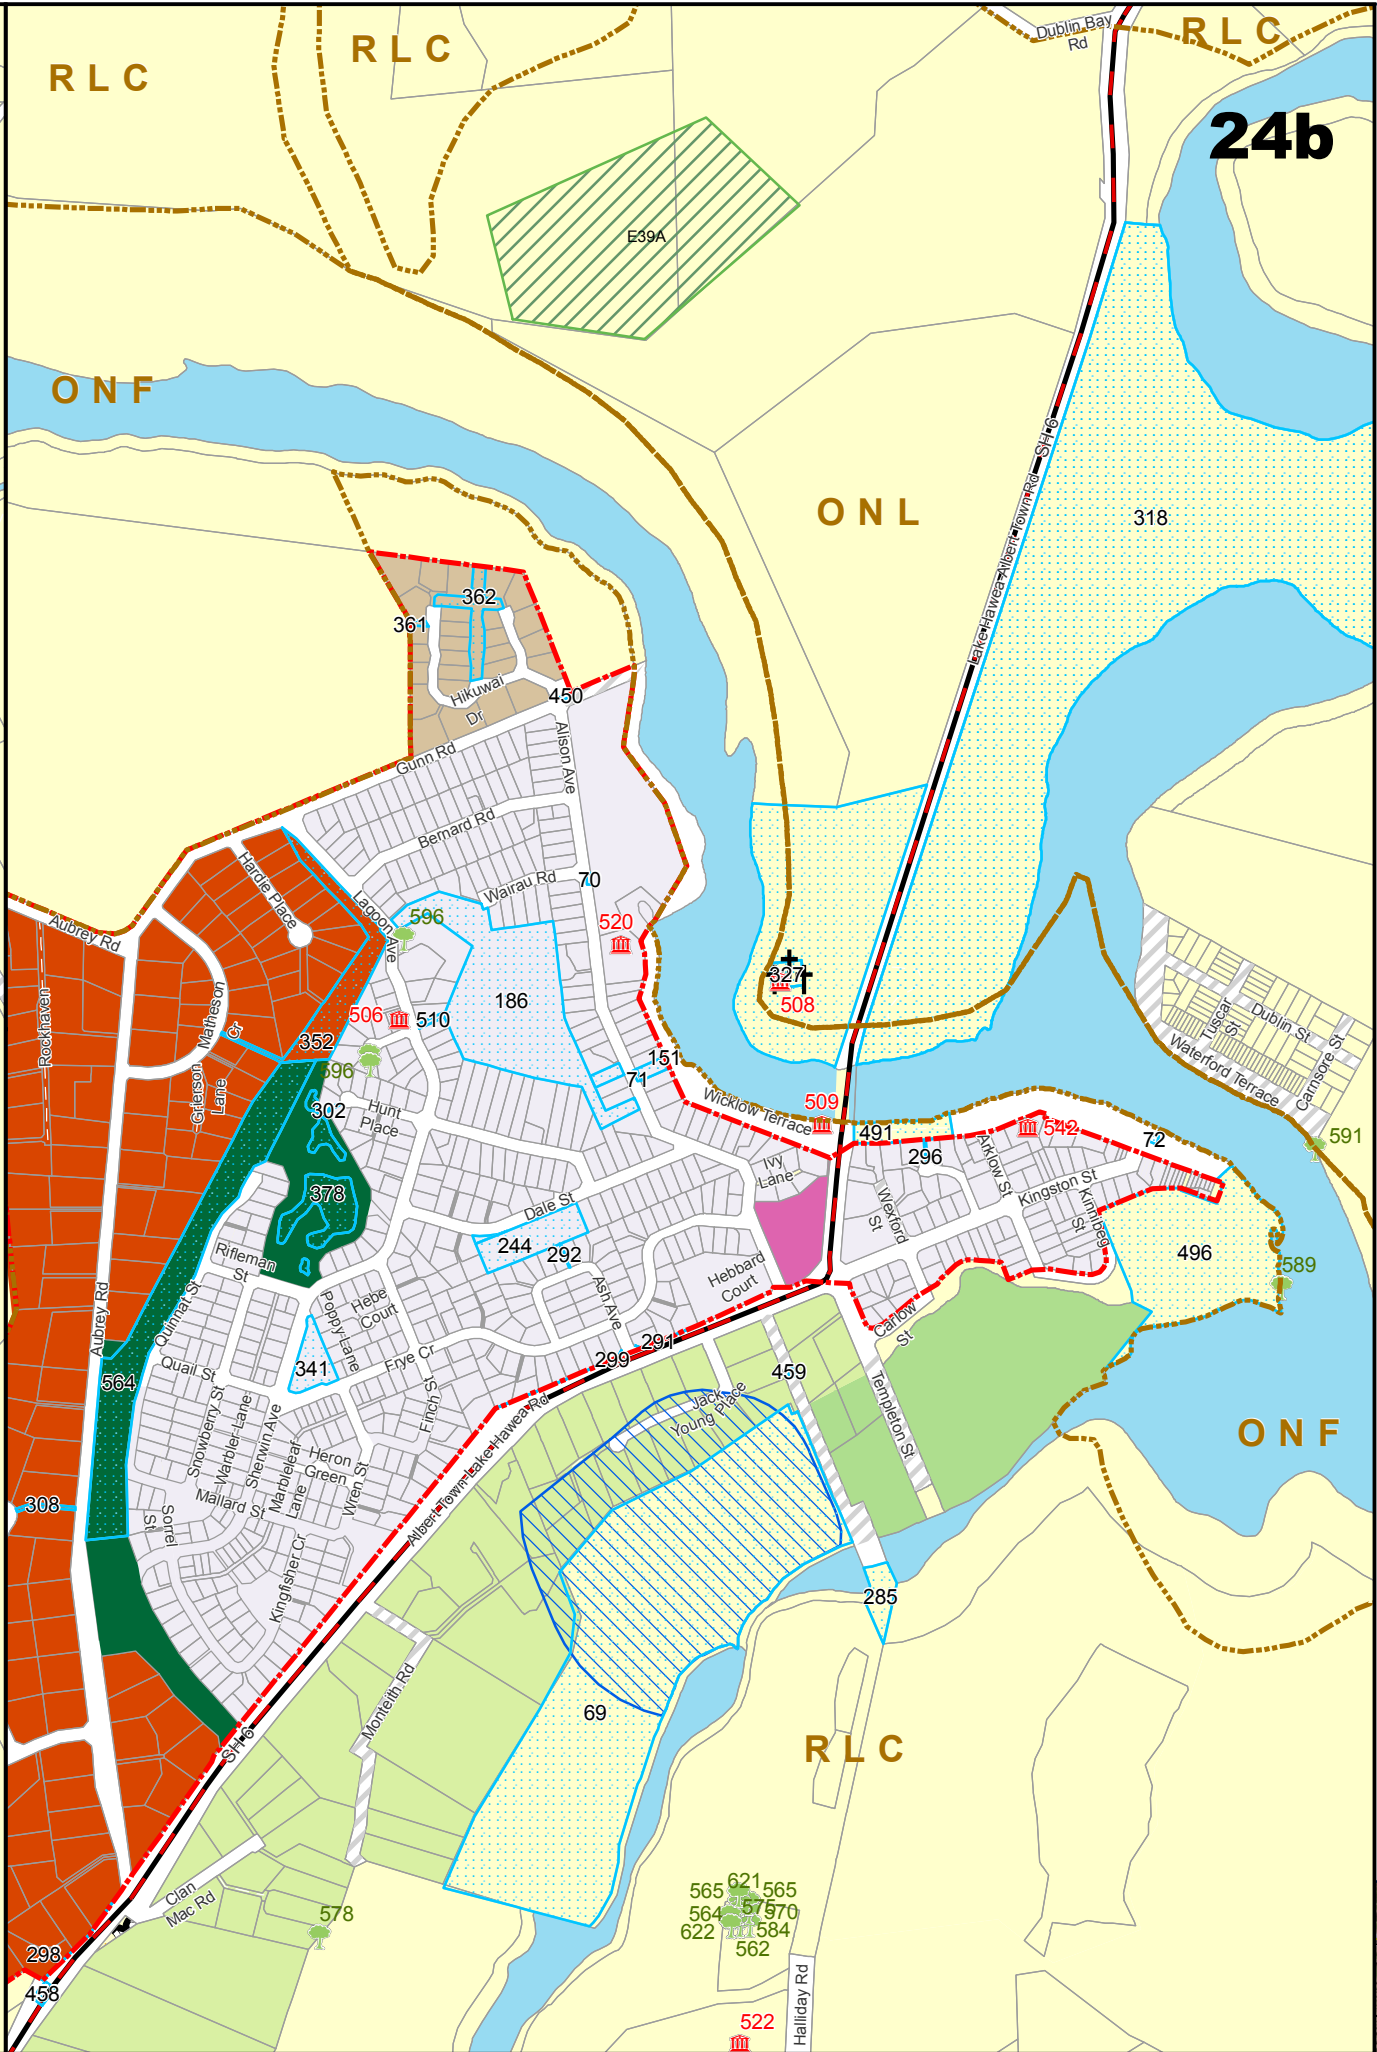 Dublin Bay
Rd
R L C
R L C
R L C
24b
E39A
O N F
O N L
SH 6
Lake Hawea-Albert Town Rd
318
362
361
Hikuwai
Dr
450
Gunn Rd
Alison Ave
Bernard Rd
Wairau Rd
70
Hardie Place
Lagoon Ave
596
520
Aubrey Rd
327
508
186
506
510
Rockhaven
Matheson
Cr
352
Grierson
Lane
596
151
71
Tuscar
St
Dublin St
Waterford Terrace
Carnsore St
591
302
Hunt
Place
Wicklow Terrace
509
491
542
296
72
Arklow St
Ivy
Lane
Kingston St
Kinnibeg
St
Wexford
St
378
Dale St
244
292
496
589
Rifleman
St
Hebbard
Court
Quinnat St
Poppy Lane
Hebe
Court
Ash Ave
291
299
Carlow
St
Aubrey Rd
341
Frye Cr
459
564
Quail St
Finch St
Jack
Young Place
Templeton St
Snowberry St
Warbler Lane
Sherwin Ave
Marbleleaf
Lane
Heron
Green
Wren St
O N F
Mallard St
308
Sorrel
St
Kingfisher Cr
Albert Town-Lake Hawea Rd
285
Monteith Rd
69
R L C
SH 6
Clan
Mac Rd
578
621
565
565
575
570
564
584
622
562
298
458
Halliday Rd
522